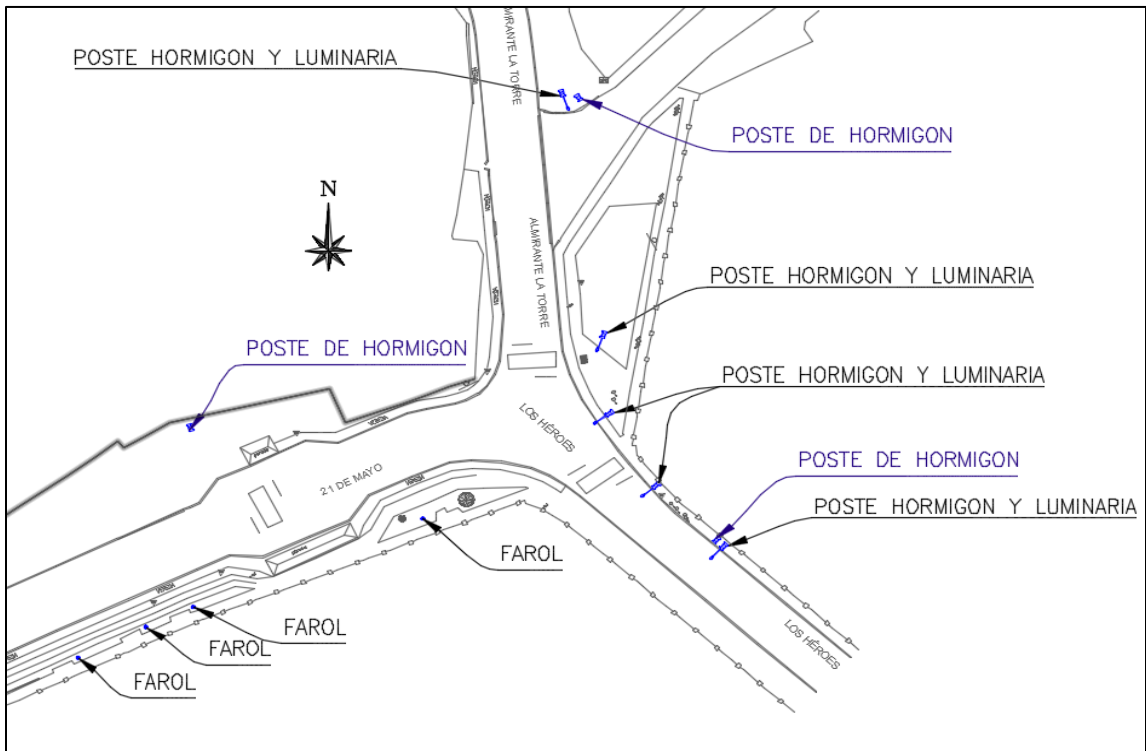 ALMIRANTE LA TORRE
POSTE HORMIGON Y LUMINARIA
POSTE DE HORMIGON
N
ALMIRANTE LA TORRE
POSTE HORMIGON Y LUMINARIA
POSTE DE HORMIGON
POSTE HORMIGON Y LUMINARIA
LOS HÉROES
POSTE DE HORMIGON
21 DE MAYO
POSTE HORMIGON Y LUMINARIA
FAROL
FAROL
FAROL
LOS HÉROES
FAROL